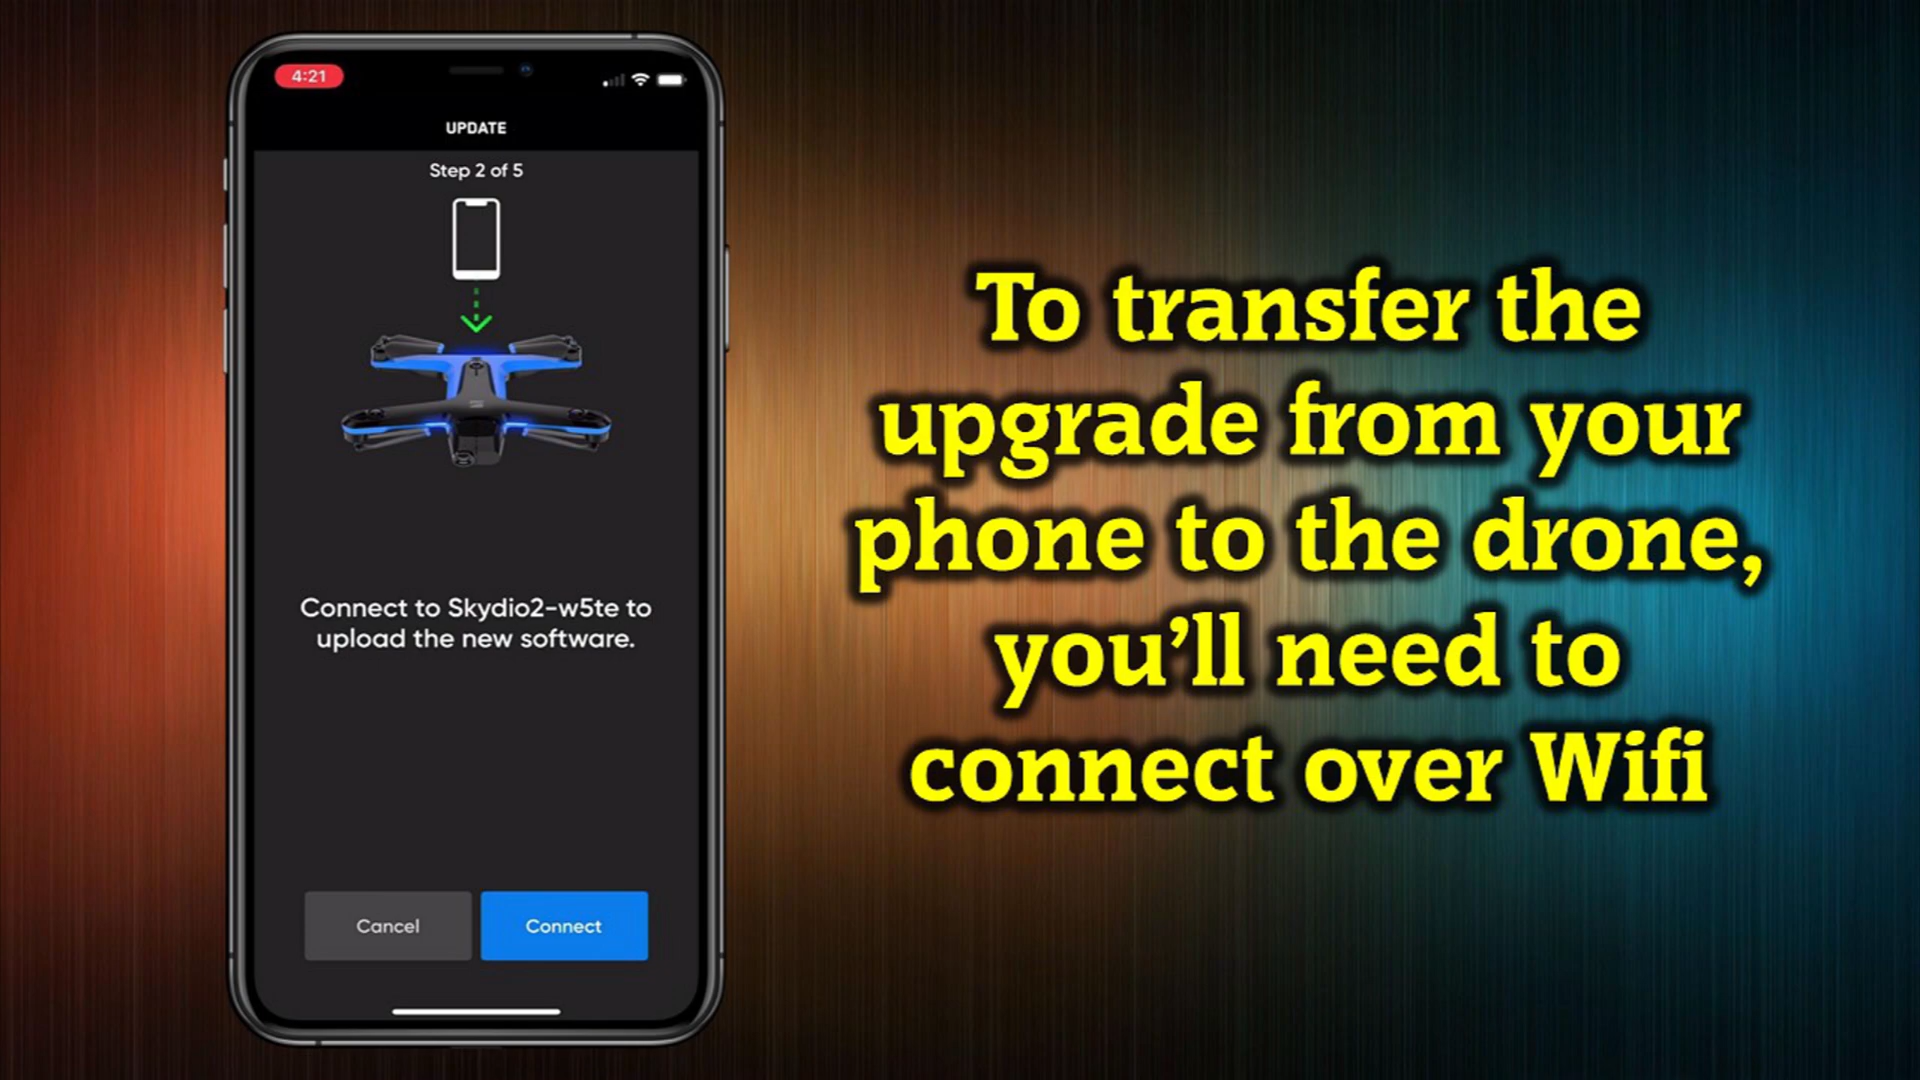 4:21
UPDATE
Step 2 of 5
Connect to Skydio2-w5te to
upload the new software.
Cancel
Connect
To transfer the
upgrade from your
phone to the drone,
you’ll need to
connect over Wifi